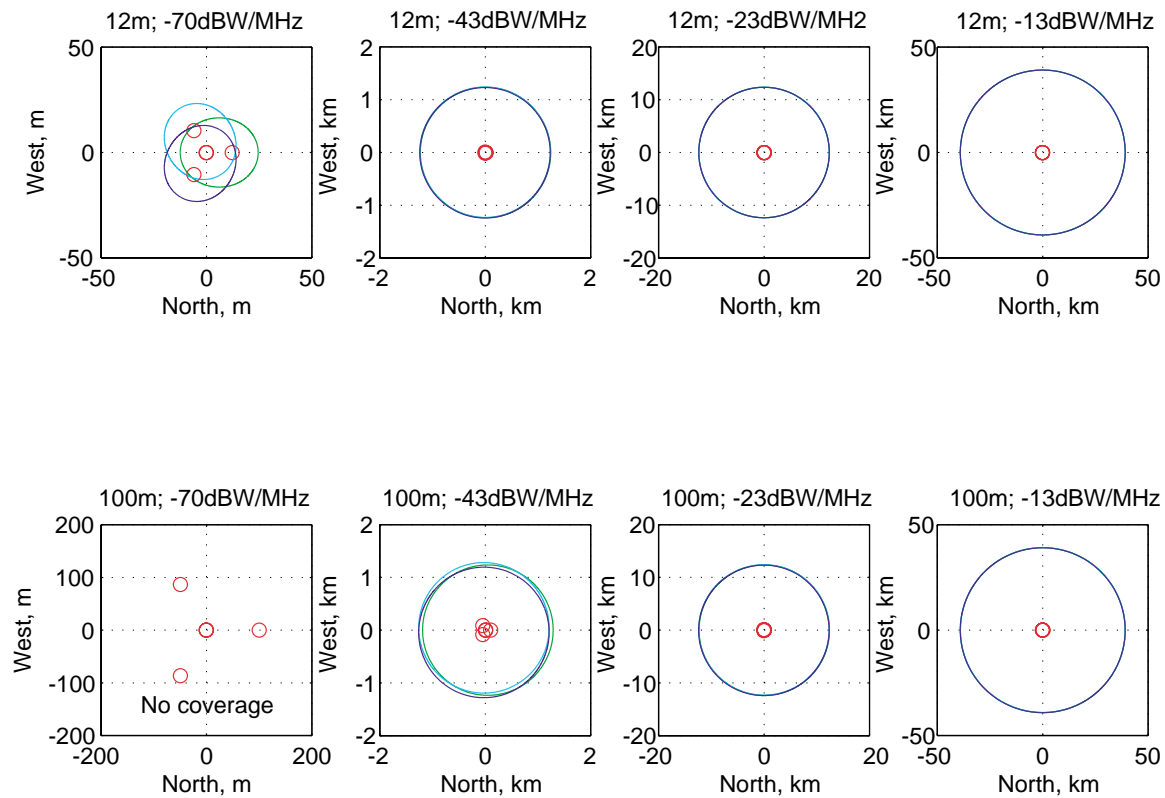 12m; -70dBW/MHz
50
0
-50
-50
0
50
West, m
North, m
12m; -43dBW/MHz
2
1
0
-1
-2
-2
0
2
West, km
North, km
12m; -23dBW/MH2
20
10
0
-10
-20
-20
0
20
West, km
North, km
12m; -13dBW/MHz
50
0
-50
-50
0
50
West, km
North, km
100m; -70dBW/MHz
200
100
0
-100
-200
-200
0
200
West, m
No coverage
North, m
100m; -43dBW/MHz
2
1
0
-1
-2
-2
0
2
West, km
North, km
100m; -23dBW/MHz
20
10
0
-10
-20
-20
0
20
West, km
North, km
100m; -13dBW/MHz
50
0
-50
-50
0
50
West, km
North, km